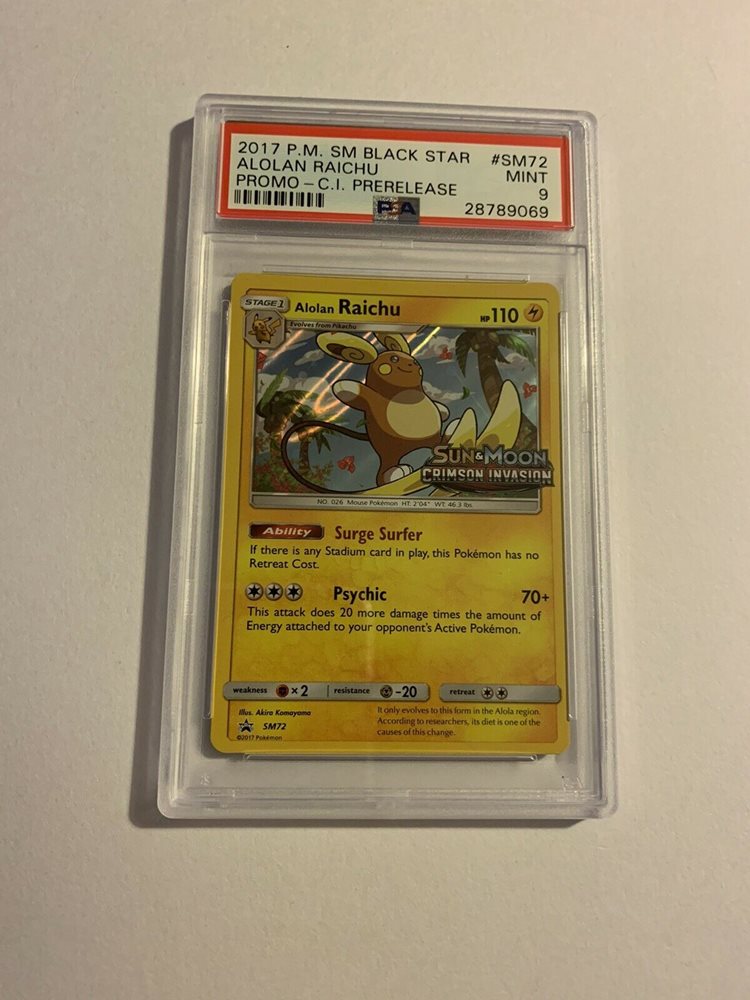 2017 P.M. SM BLACK STAR #SM72
ALOLAN RAICHU MINT
PROMO - C.I. PRERELEASE 9
PSA 28789069
STAGE 1 Alolan Raichu HP 110
Evolves from Pikachu
SUN & MOON
CRIMSON INVASION
NO. 026 Mouse Pokémon HT: 2'04" WT: 46.3 lbs.
Ability Surge Surfer
If there is any Stadium card in play, this Pokémon has no
Retreat Cost.
Psychic 70+
This attack does 20 more damage times the amount of
Energy attached to your opponent's Active Pokémon.
weakness ×2 resistance -20 retreat
Illus. Akira Komayama
SM72
©2017 Pokémon
It only evolves to this form in the Alola region.
According to researchers, its diet is one of the
causes of this change.